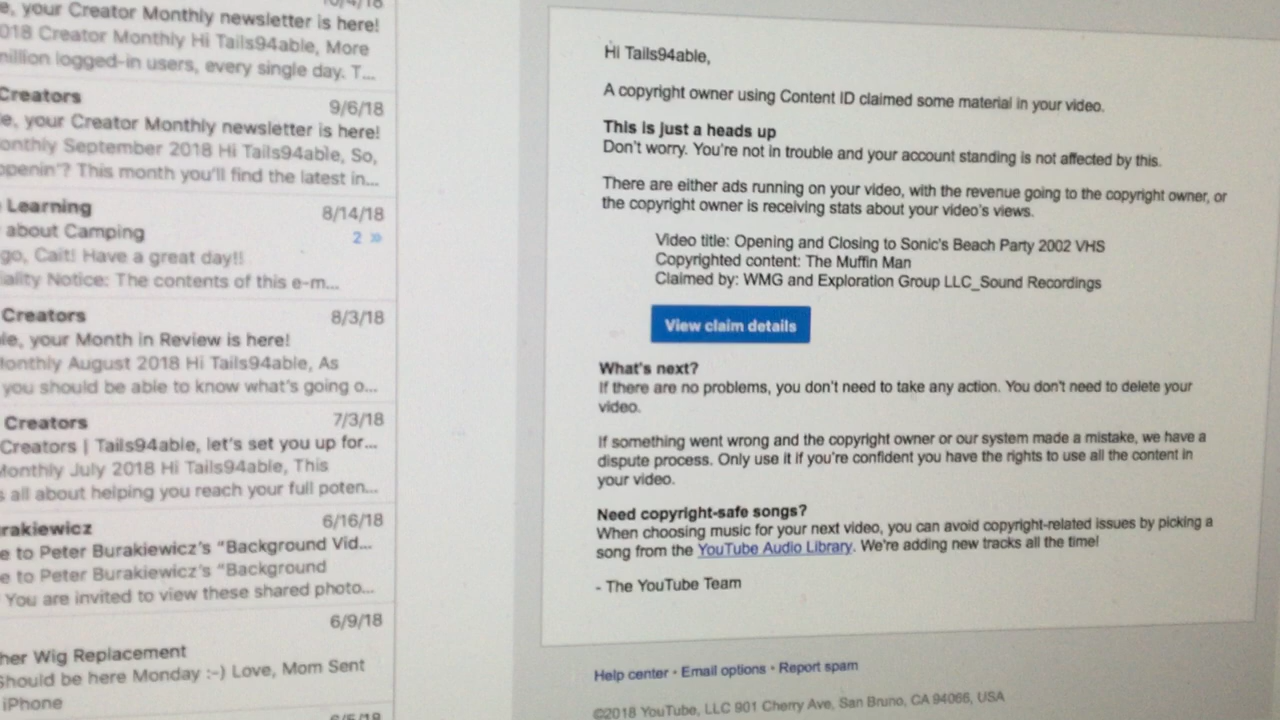 e, your Creator Monthly newsletter is here!
018 Creator Monthly Hi Tails94able, More
million logged-in users, every single day. T...
Creators
9/6/18
e, your Creator Monthly newsletter is here!
onthly September 2018 Hi Tails94able, So,
openin'? This month you'll find the latest in...
Learning
8/14/18
about Camping
2 »
go, Cait! Have a great day!!
iality Notice: The contents of this e-m...
Creators
8/3/18
le, your Month in Review is here!
Monthly August 2018 Hi Tails94able, As
you should be able to know what's going o...
Creators
7/3/18
Creators | Tails94able, let's set you up for...
Monthly July 2018 Hi Tails94able, This
s all about helping you reach your full poten...
urakiewicz
6/16/18
e to Peter Burakiewicz's “Background Vid...
e to Peter Burakiewicz's “Background
You are invited to view these shared photo...
6/9/18
her Wig Replacement
Should be here Monday :-) Love, Mom Sent
iPhone
Hi Tails94able,
A copyright owner using Content ID claimed some material in your video.
This is just a heads up
Don't worry. You're not in trouble and your account standing is not affected by this.
There are either ads running on your video, with the revenue going to the copyright owner, or
the copyright owner is receiving stats about your video's views.
Video title: Opening and Closing to Sonic's Beach Party 2002 VHS
Copyrighted content: The Muffin Man
Claimed by: WMG and Exploration Group LLC_Sound Recordings
View claim details
What's next?
If there are no problems, you don't need to take any action. You don't need to delete your
video.
If something went wrong and the copyright owner or our system made a mistake, we have a
dispute process. Only use it if you're confident you have the rights to use all the content in
your video.
Need copyright-safe songs?
When choosing music for your next video, you can avoid copyright-related issues by picking a
song from the YouTube Audio Library. We're adding new tracks all the time!
- The YouTube Team
Help center • Email options • Report spam
©2018 YouTube, LLC 901 Cherry Ave, San Bruno, CA 94066, USA